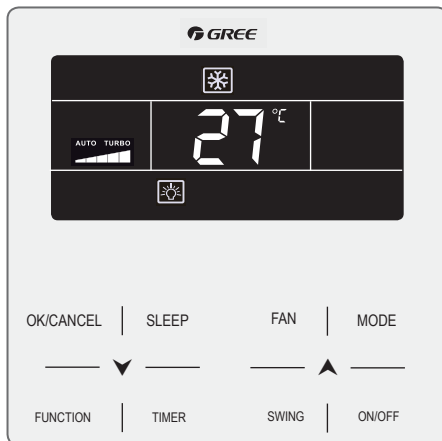 GREE
27°C
AUTO TURBO
OK/CANCEL SLEEP FAN MODE
FUNCTION TIMER SWING ON/OFF